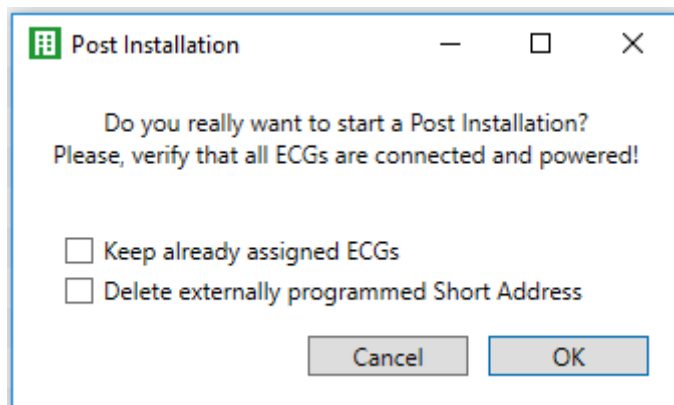 Post Installation
Do you really want to start a Post Installation?
Please, verify that all ECGs are connected and powered!
Keep already assigned ECGs
Delete externally programmed Short Address
Cancel
OK